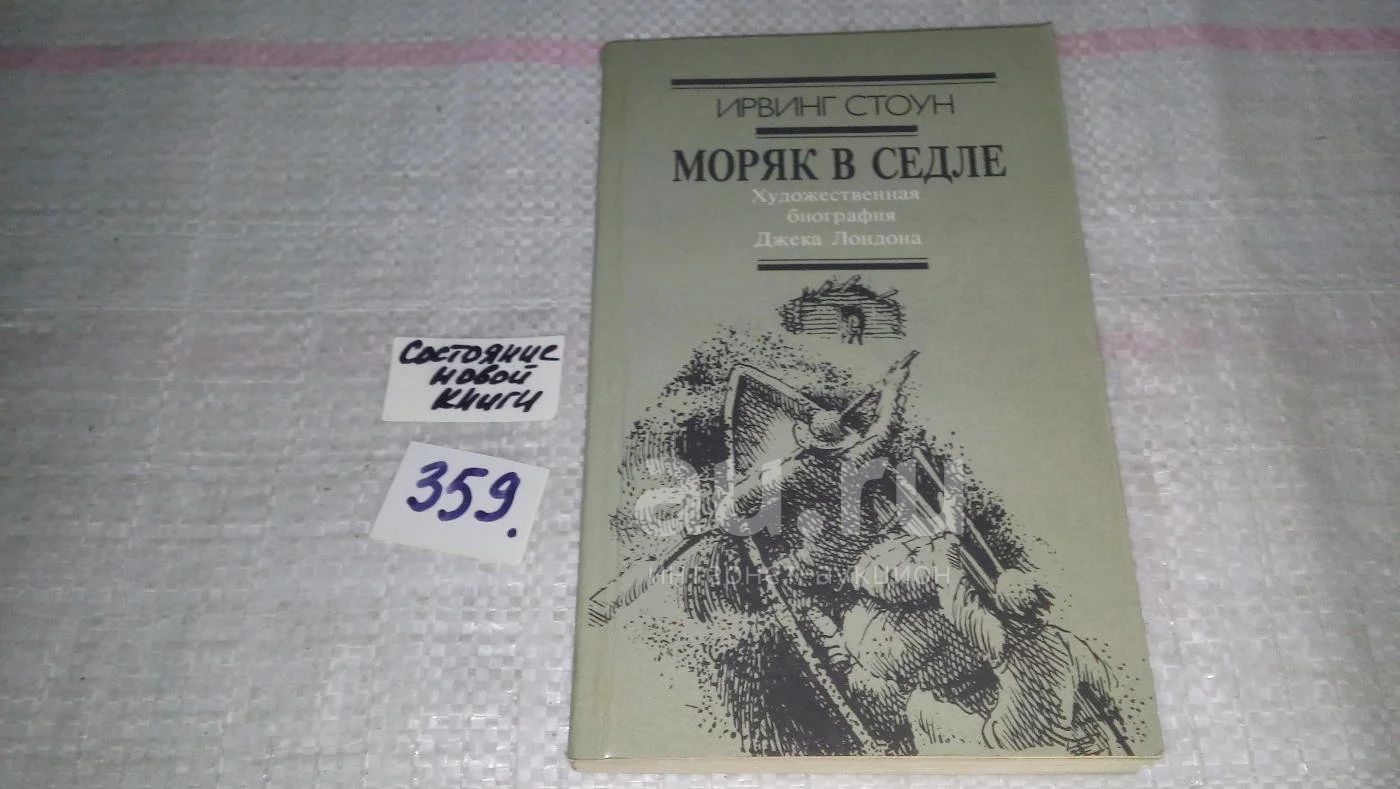 ИРВИНГ СТОУН
МОРЯК В СЕДЛЕ
Художественная
биография
Джека Лондона
Состояние
новой
книги
359.
au.ru
интернет аукцион